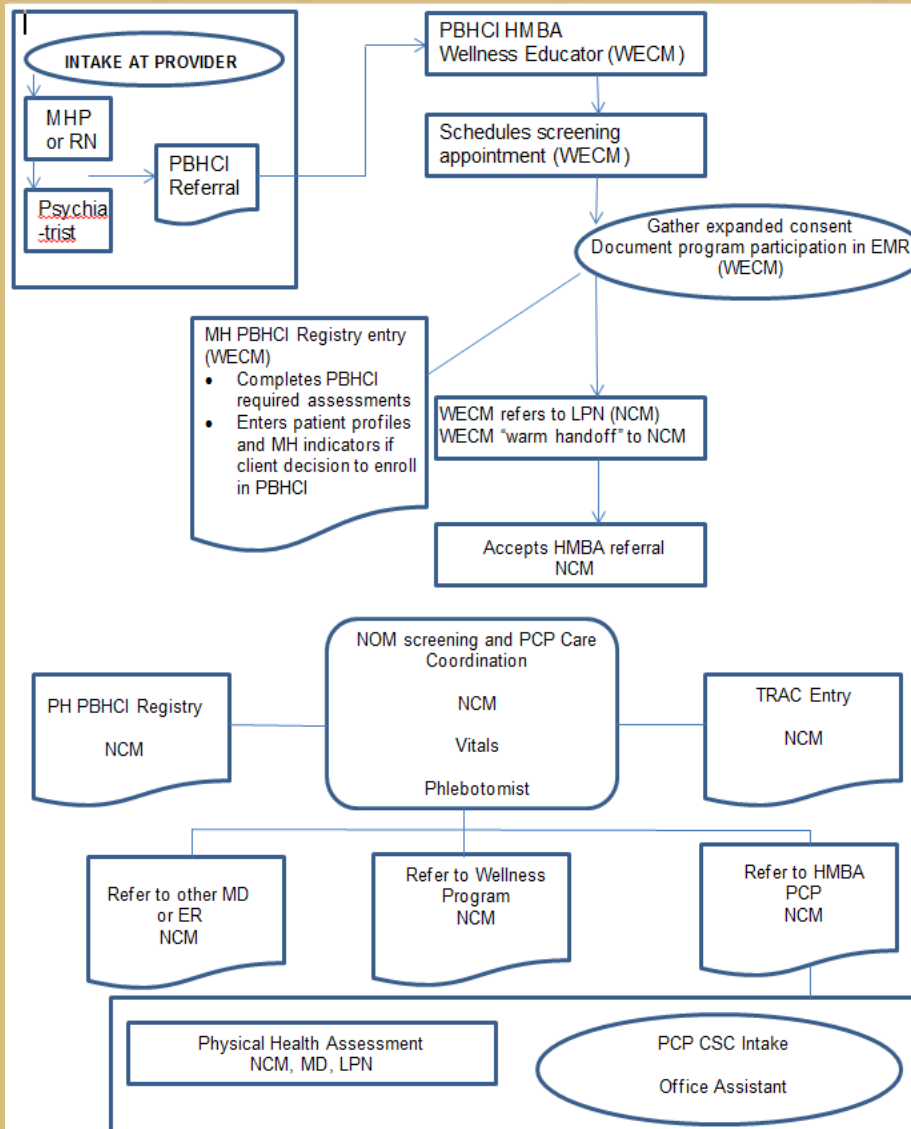 INTAKE AT PROVIDER
MHP
or RN
Psychia
-trist
PBHCI
Referral
PBHCI HMBA
Wellness Educator (WECM)
Schedules screening
appointment (WECM)
Gather expanded consent
Document program participation in EMR
(WECM)
MH PBHCI Registry entry
(WECM)
• Completes PBHCI
required assessments
• Enters patient profiles
and MH indicators if
client decision to enroll
in PBHCI
WECM refers to LPN (NCM)
WECM “warm handoff” to NCM
Accepts HMBA referral
NCM
NOM screening and PCP Care
Coordination
NCM
Vitals
Phlebotomist
PH PBHCI Registry
NCM
TRAC Entry
NCM
Refer to other MD
or ER
NCM
Refer to Wellness
Program
NCM
Refer to HMBA
PCP
NCM
Physical Health Assessment
NCM, MD, LPN
PCP CSC Intake
Office Assistant